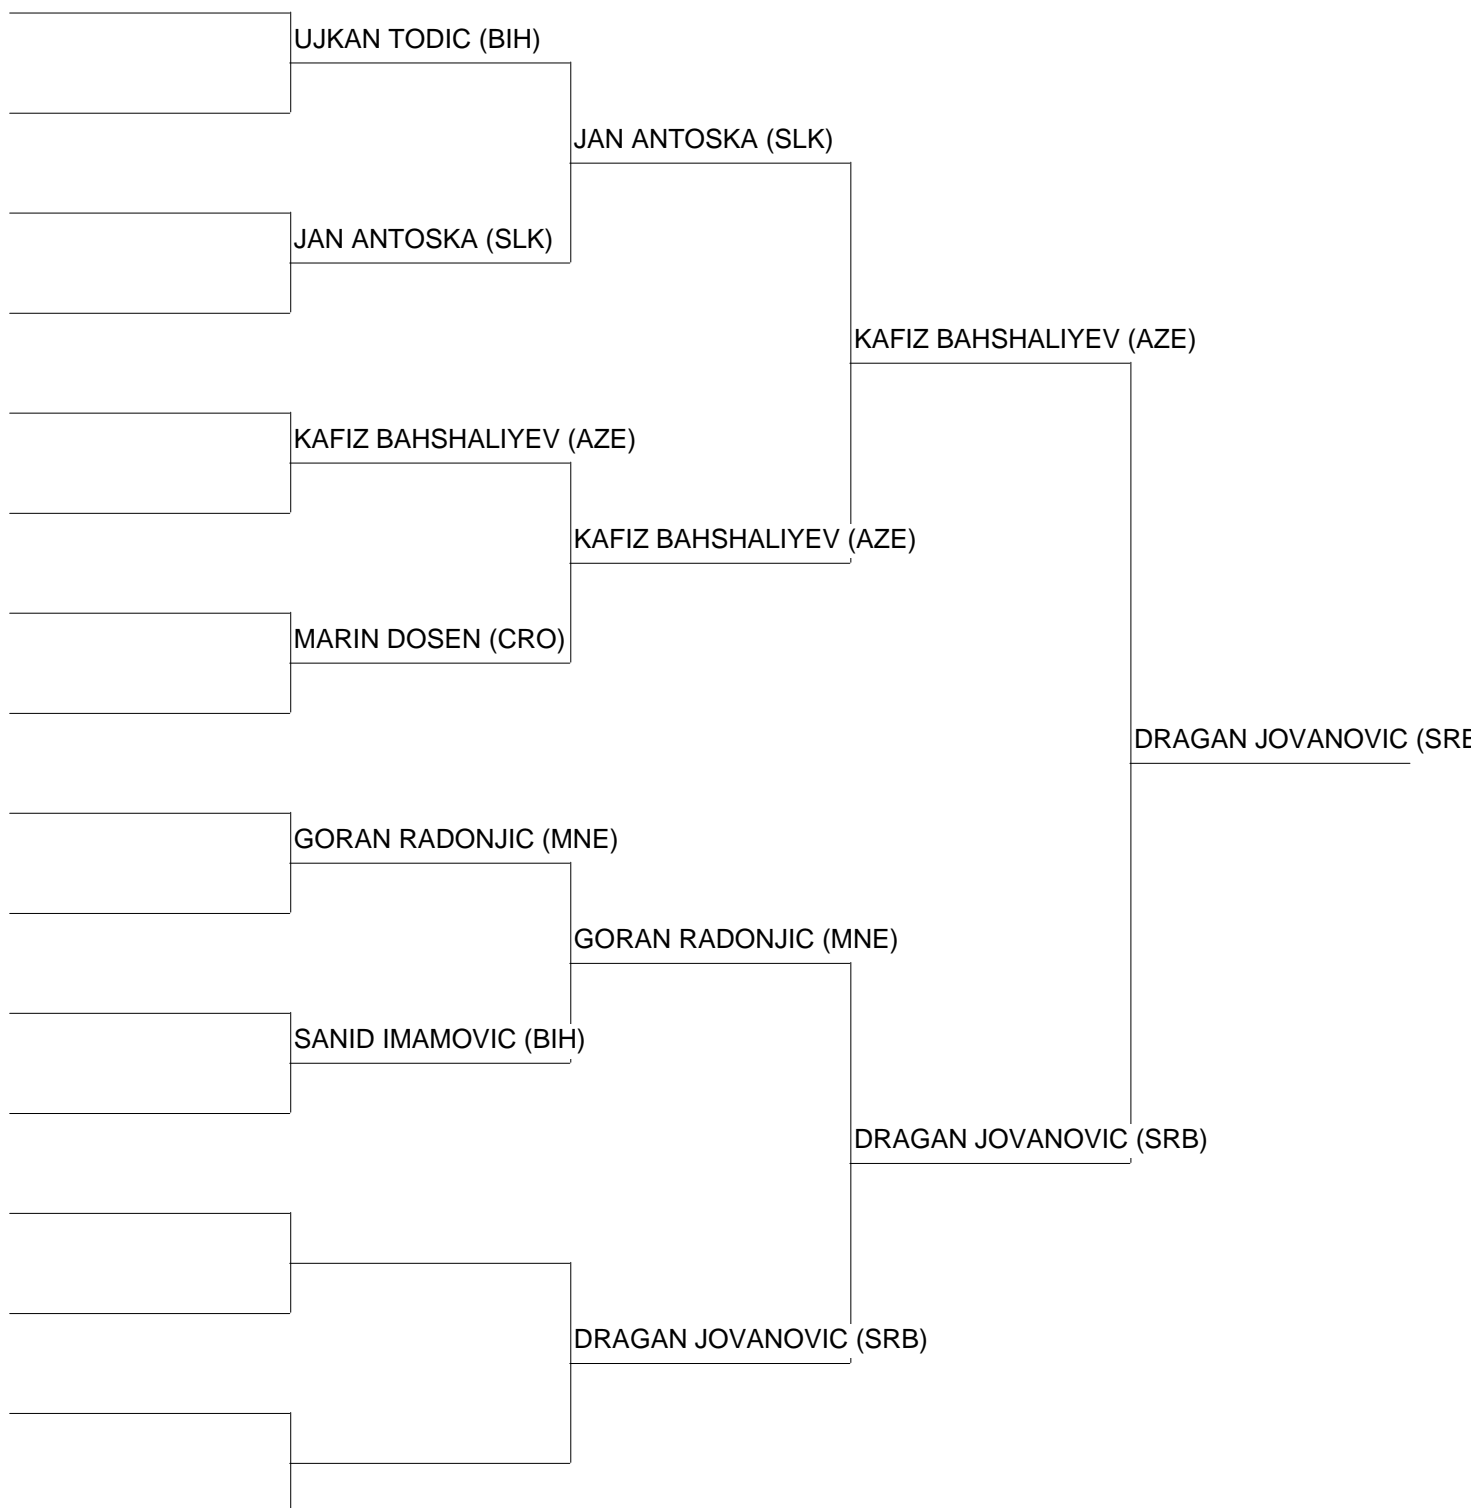 UJKAN TODIC (BIH)
JAN ANTOSKA (SLK)
JAN ANTOSKA (SLK)
KAFIZ BAHSHALIYEV (AZE)
KAFIZ BAHSHALIYEV (AZE)
KAFIZ BAHSHALIYEV (AZE)
MARIN DOSEN (CRO)
DRAGAN JOVANOVIC
GORAN RADONJIC (MNE)
GORAN RADONJIC (MNE)
SANID IMAMOVIC (BIH)
DRAGAN JOVANOVIC (SRB)
DRAGAN JOVANOVIC (SRB)